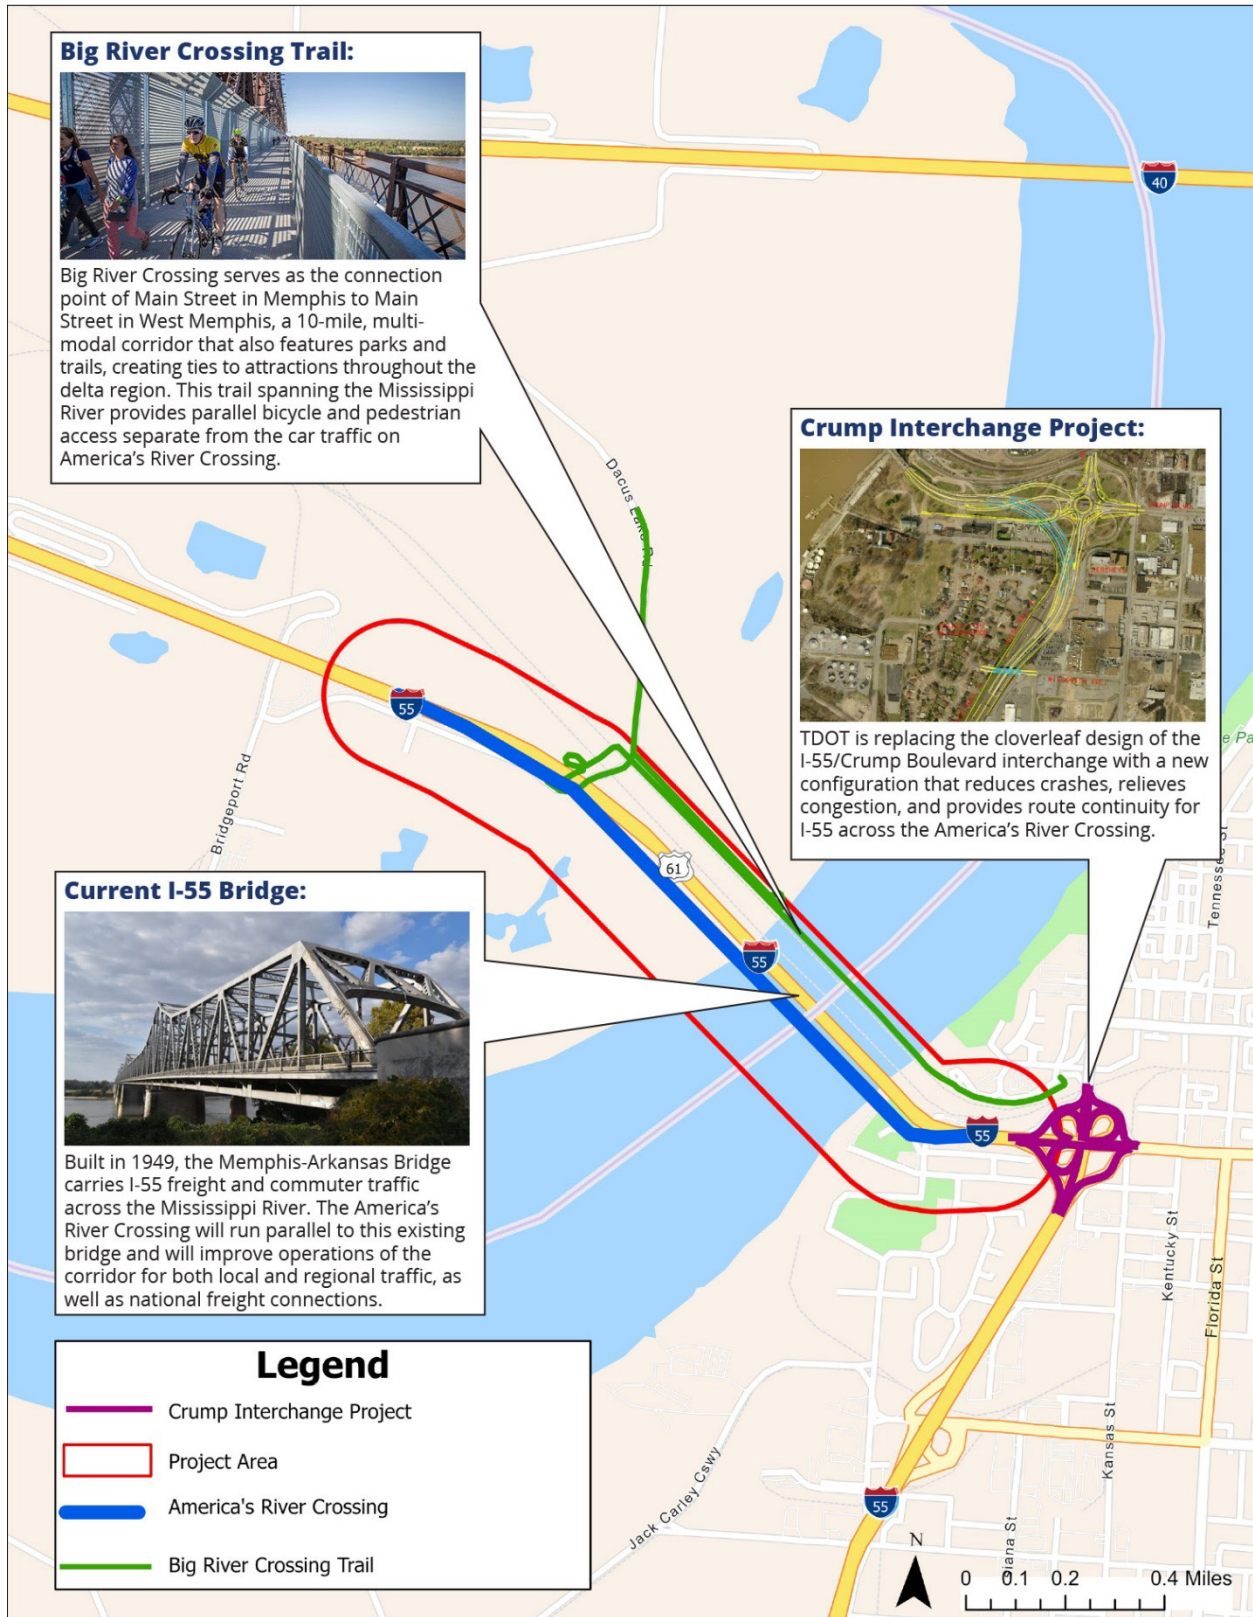 Big River Crossing Trail:
Big River Crossing serves as the connection
point of Main Street in Memphis to Main
Street in West Memphis, a 10-mile, multi-
modal corridor that also features parks and
trails, creating ties to attractions throughout the
delta region. This trail spanning the Mississippi
River provides parallel bicycle and pedestrian
access separate from the car traffic on
America's River Crossing.
40
Dacus Lake Rd
Crump Interchange Project:
TDOT is replacing the cloverleaf design of the
I-55/Crump Boulevard interchange with a new
configuration that reduces crashes, relieves
congestion, and provides route continuity for
I-55 across the America's River Crossing.
55
Bridgeport Rd
61
Tennessee St
Current I-55 Bridge:
Built in 1949, the Memphis-Arkansas Bridge
carries I-55 freight and commuter traffic
across the Mississippi River. The America's
River Crossing will run parallel to this existing
bridge and will improve operations of the
corridor for both local and regional traffic, as
well as national freight connections.
55
55
Kentucky St
Florida St
Kansas St
Jack Carley Cswy
55
Legend
Crump Interchange Project
Project Area
America's River Crossing
Big River Crossing Trail
N
0 0.1 0.2 0.4 Miles